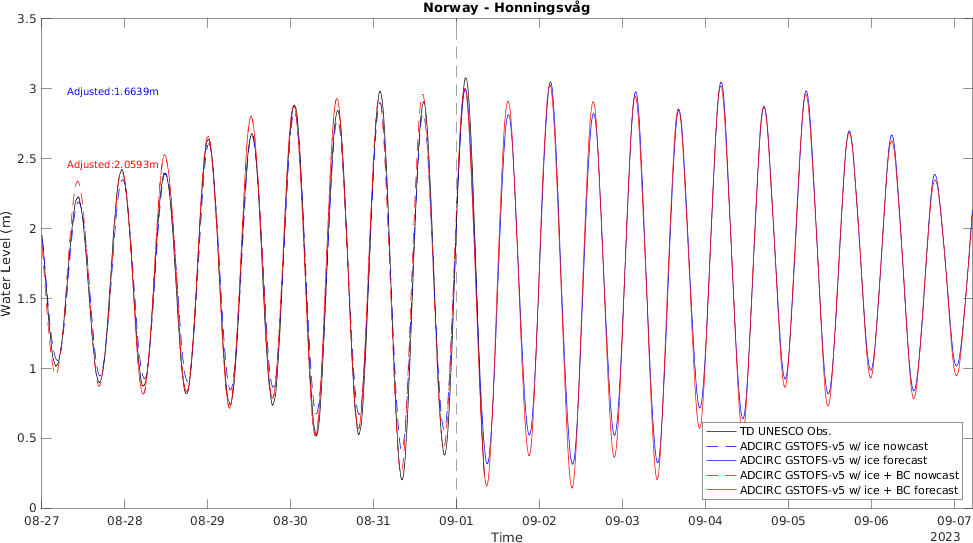 Norway - Honningsvåg
3.5
3
2.5
2
1.5
1
0.5
0
Water Level (m)
Adjusted:1.6639m
Adjusted:2.0593m
TD UNESCO Obs.
ADCIRC GSTOFS-v5 w/ ice nowcast
ADCIRC GSTOFS-v5 w/ ice forecast
ADCIRC GSTOFS-v5 w/ ice + BC nowcast
ADCIRC GSTOFS-v5 w/ ice + BC forecast
08-27 08-28 08-29 08-30 08-31 09-01 09-02 09-03 09-04 09-05 09-06 09-07
Time
2023